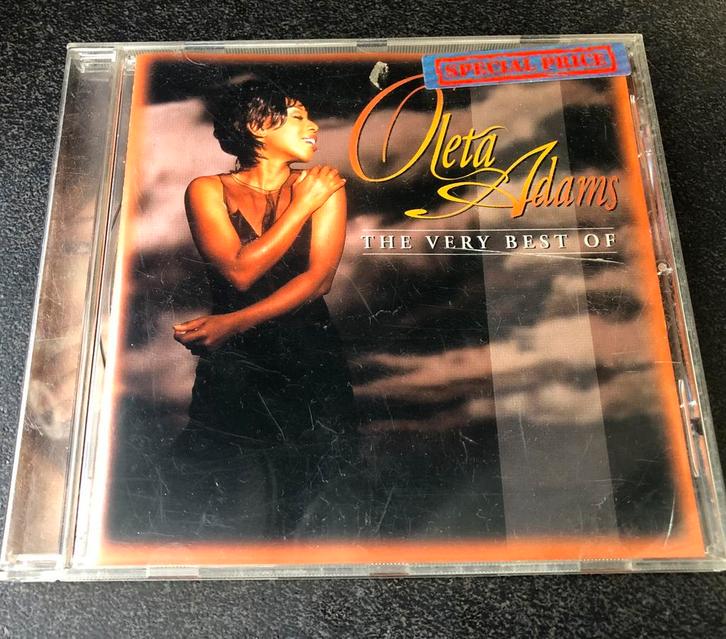 SPECIAL PRICE
Oleta
Adams
THE VERY BEST OF